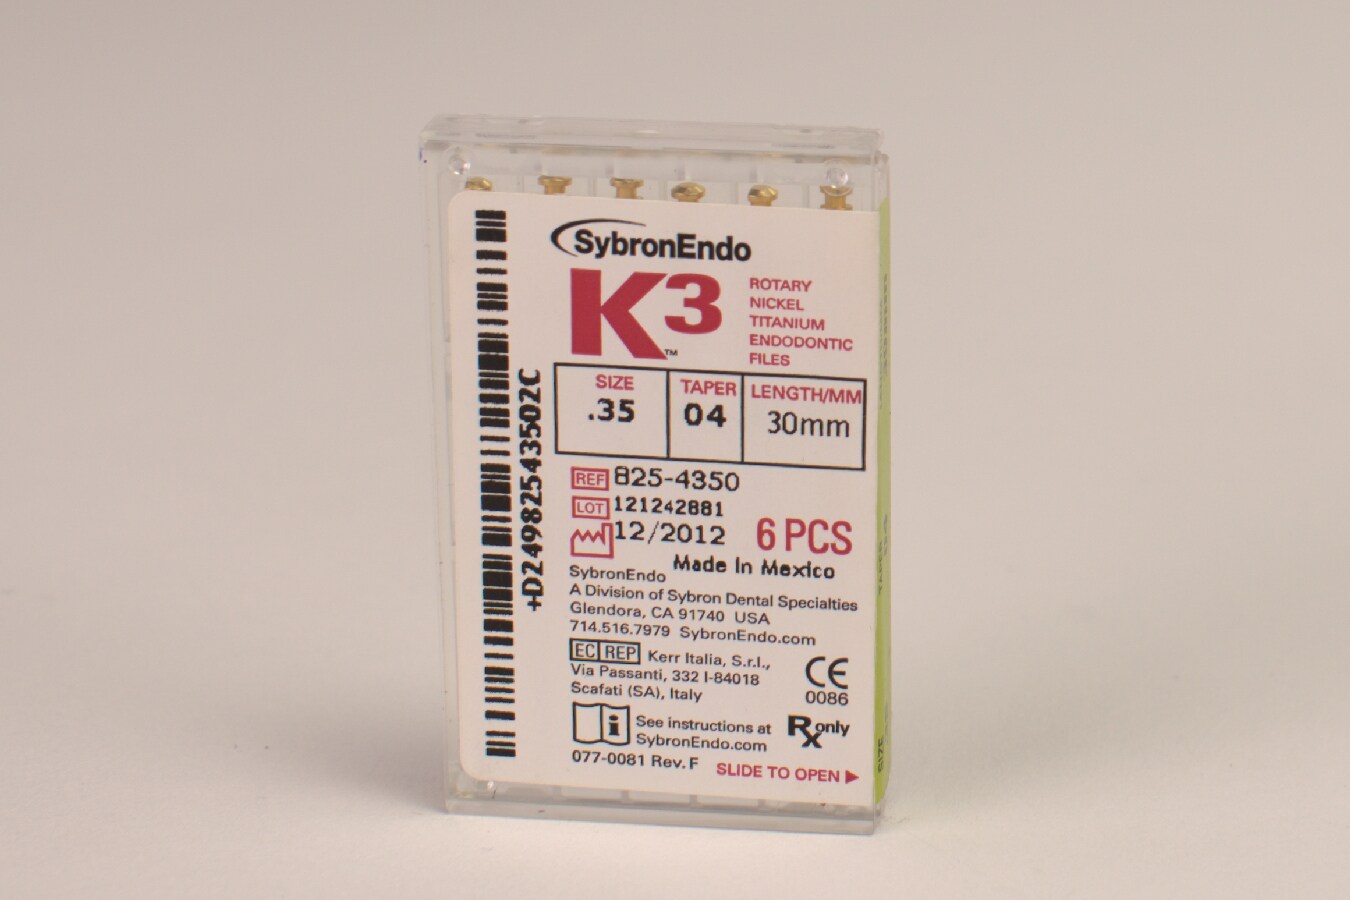 SybronEndo
K3™
ROTARY
NICKEL
TITANIUM
ENDODONTIC
FILES
SIZE TAPER LENGTH/MM
.35 04 30mm
REF 825-4350
LOT 121242881
12/2012 6 PCS
Made In Mexico
SybronEndo
A Division of Sybron Dental Specialties
Glendora, CA 91740 USA
714.516.7979 SybronEndo.com
EC REP Kerr Italia, S.r.l.,
Via Passanti, 332 I-84018
Scafati (SA), Italy
CE
0086
See instructions at
SybronEndo.com
Rx only
077-0081 Rev. F SLIDE TO OPEN ▶
+D24982543502C
SIZE
TAPER